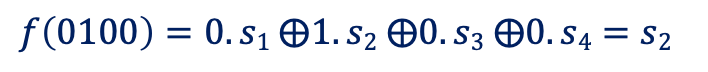 f(0100) = 0. s₁ ⊕1. s₂ ⊕0. s₃ ⊕0. s₄ = s₂